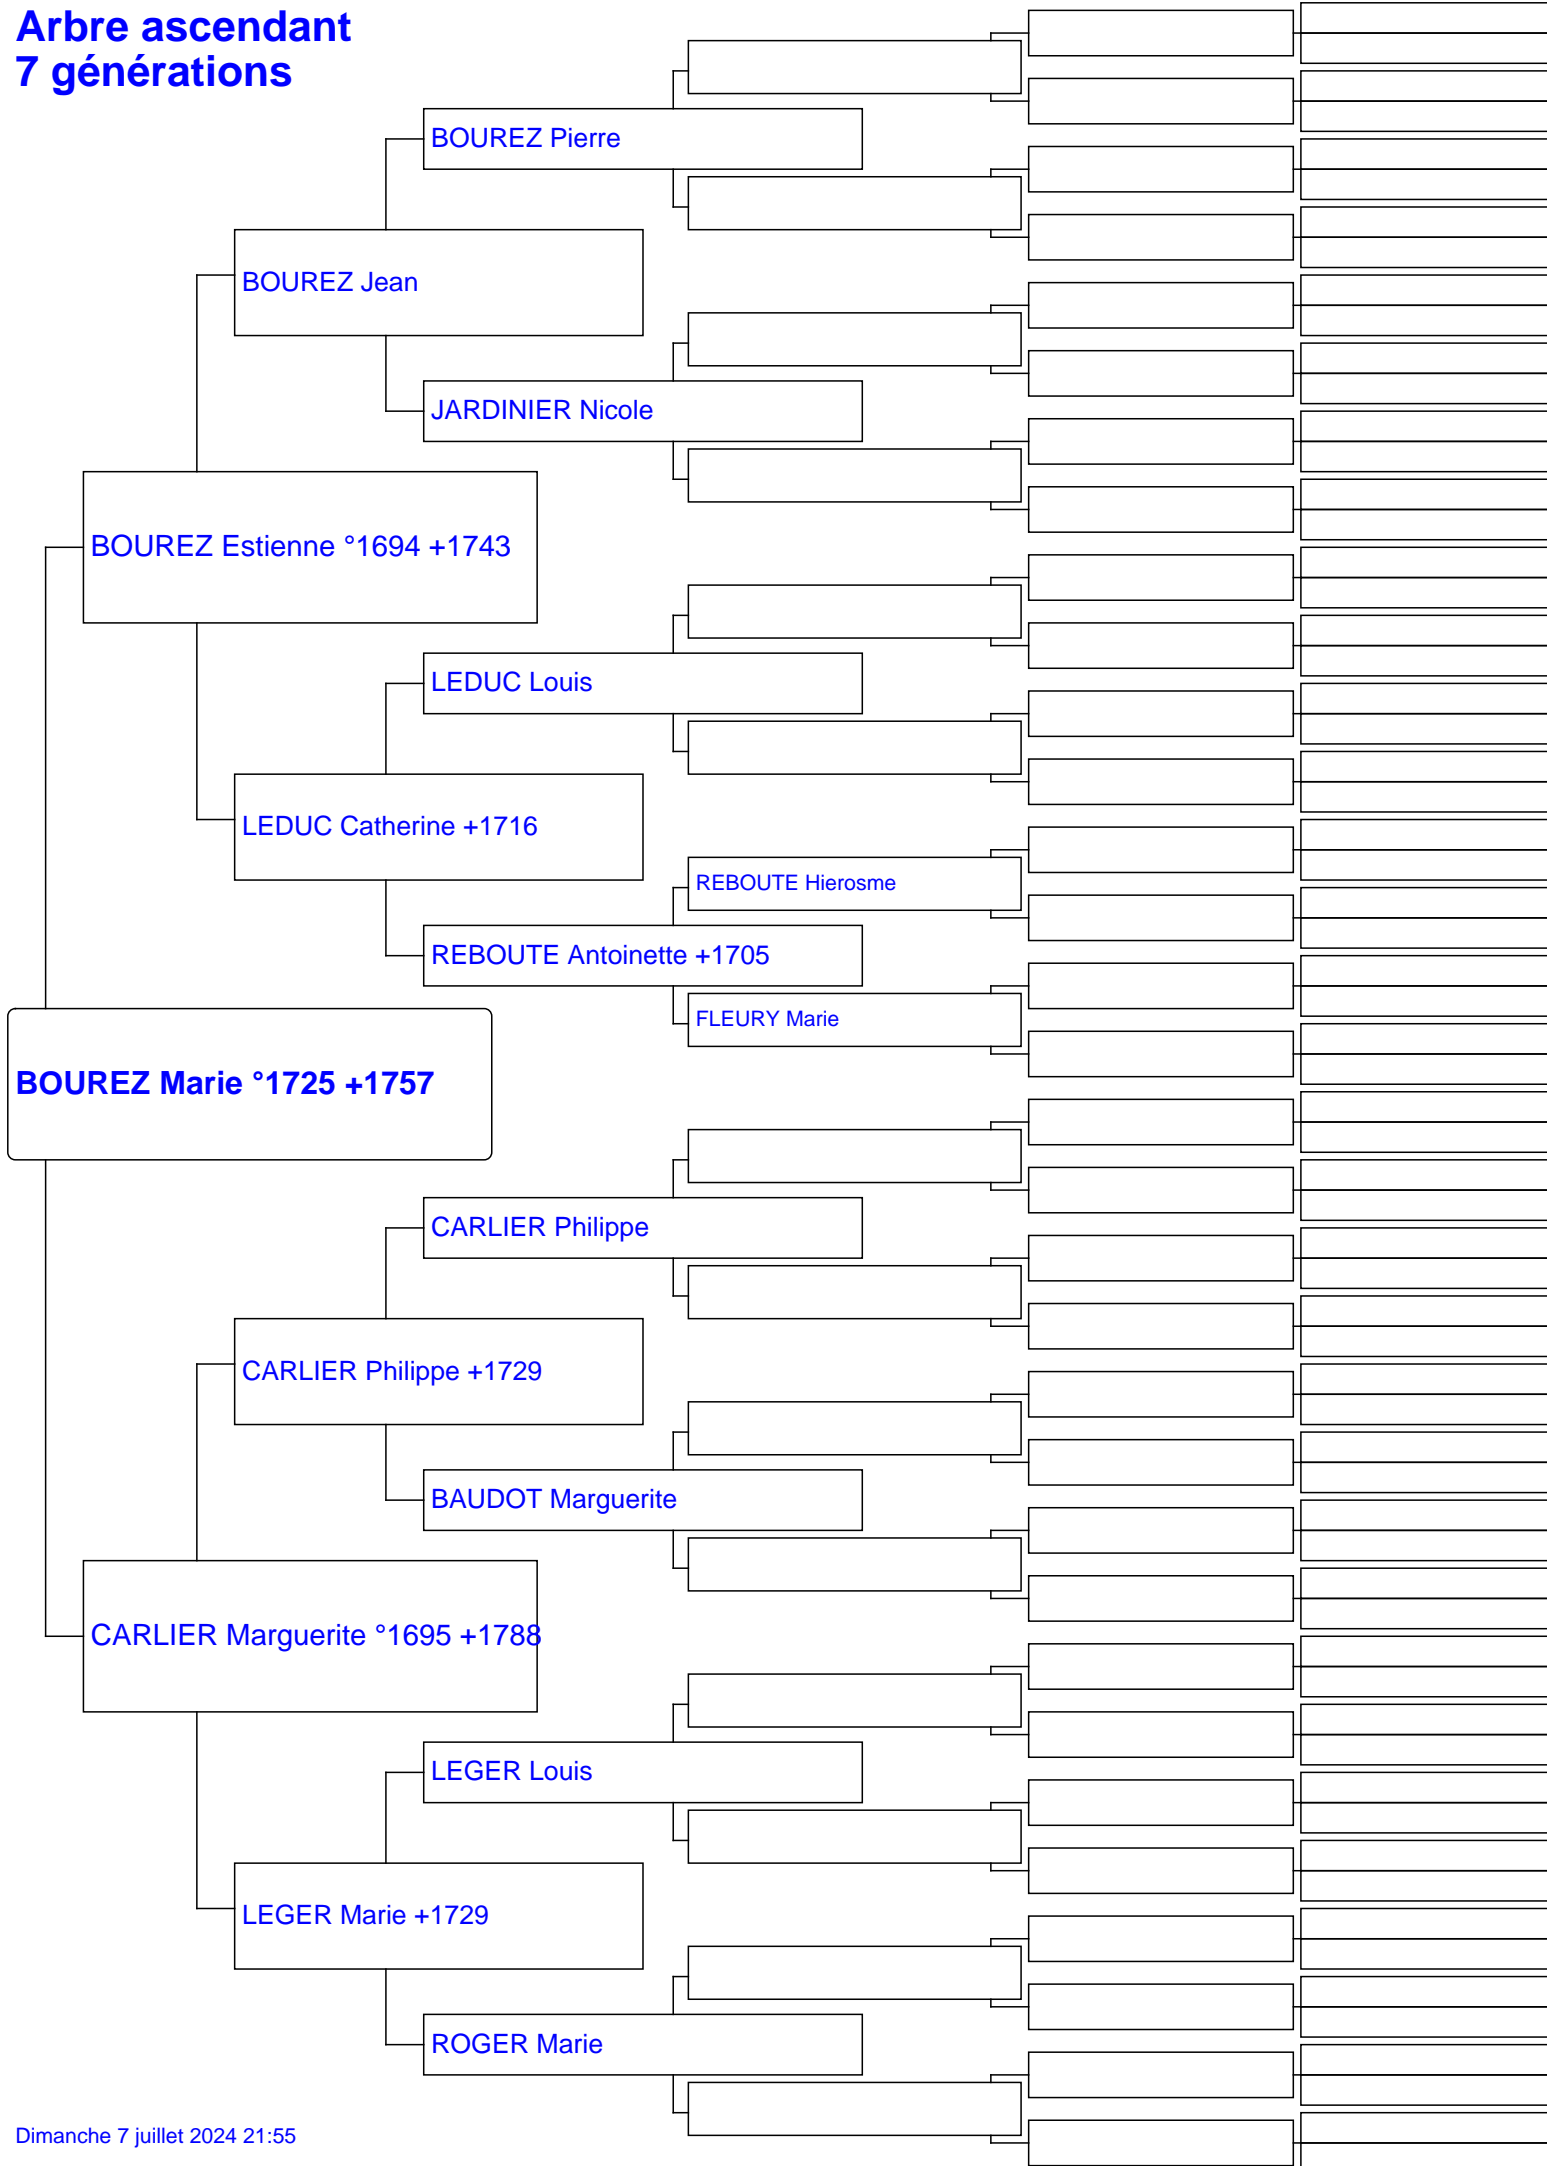 Arbre ascendant
7 générations
BOUREZ Pierre
BOUREZ Jean
JARDINIER Nicole
BOUREZ Estienne °1694 +1743
LEDUC Louis
LEDUC Catherine +1716
REBOUTE Hierosme
REBOUTE Antoinette +1705
FLEURY Marie
BOUREZ Marie °1725 +1757
CARLIER Philippe
CARLIER Philippe +1729
BAUDOT Marguerite
CARLIER Marguerite °1695 +1788
LEGER Louis
LEGER Marie +1729
ROGER Marie
Dimanche 7 juillet 2024 21:55